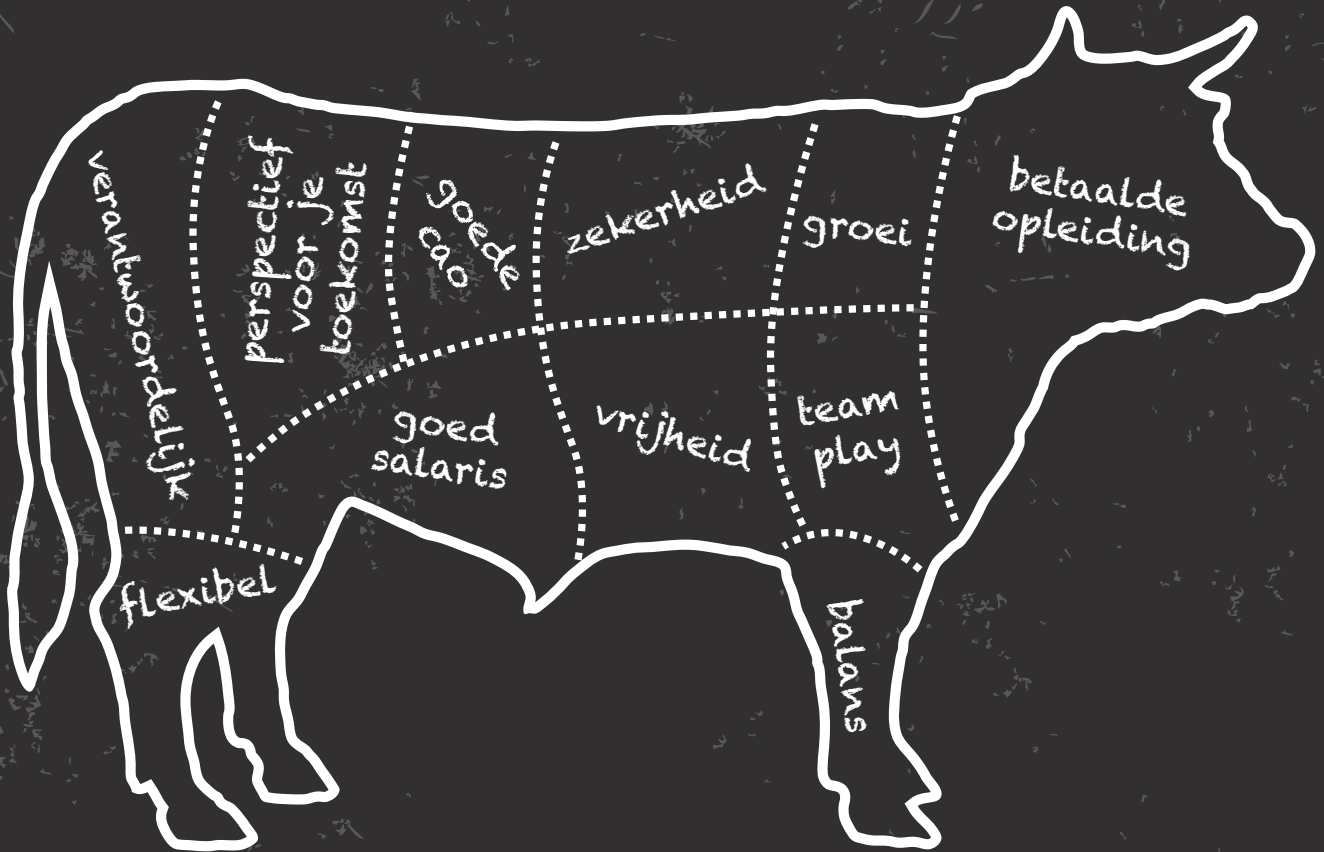 verantwoordelijk
perspectief
voor je
toekomst
goede
cao
zekerheid
groei
betaalde
opleiding
goed
salaris
vrijheid
team
play
flexibel
balans